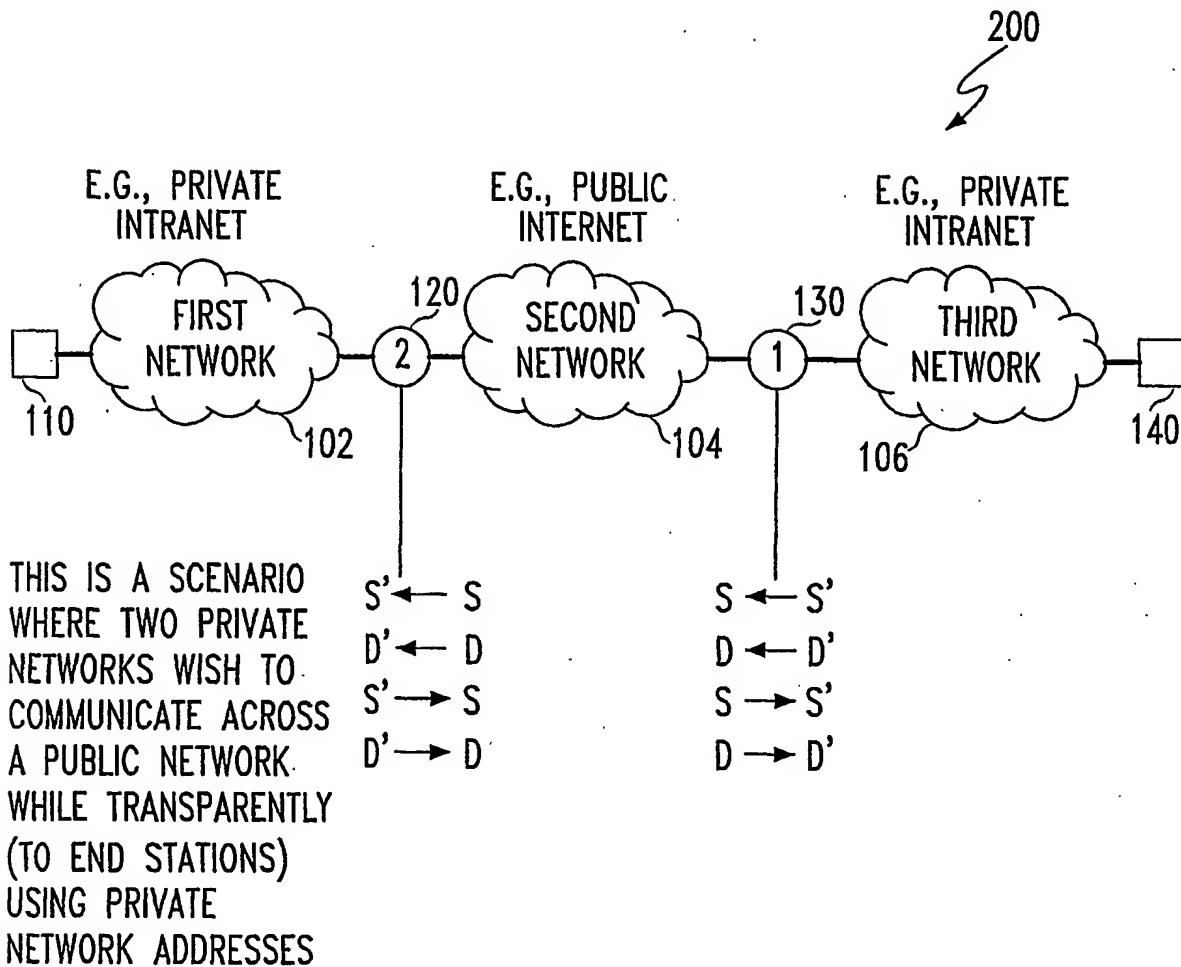 200
E.G., PRIVATE
INTRANET
E.G., PUBLIC
INTERNET
E.G., PRIVATE
INTRANET
FIRST
NETWORK
120
2
SECOND
NETWORK
130
1
THIRD
NETWORK
110
102
104
106
140
THIS IS A SCENARIO
WHERE TWO PRIVATE
NETWORKS WISH TO
COMMUNICATE ACROSS
A PUBLIC NETWORK
WHILE TRANSPARENTLY
(TO END STATIONS)
USING PRIVATE
NETWORK ADDRESSES
S' ← S
D' ← D
S' → S
D' → D
S ← S'
D ← D'
S → S'
D → D'